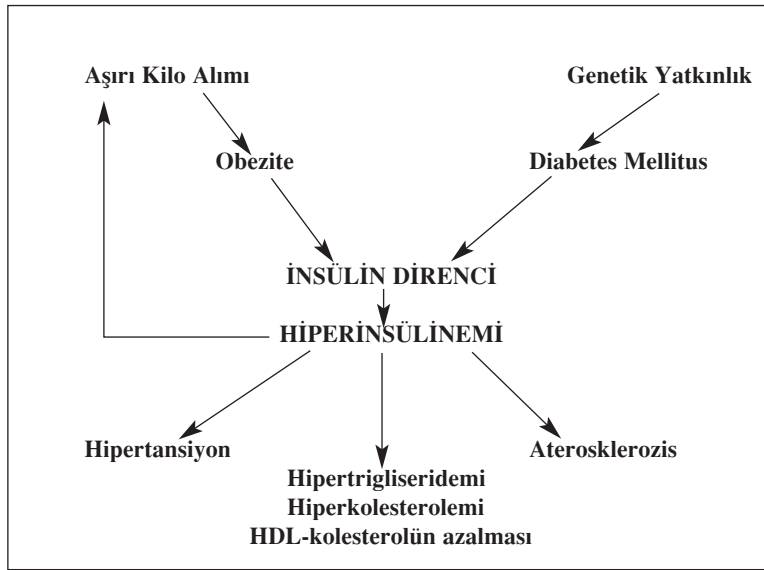 Aşırı Kilo Alımı
Genetik Yatkınlık
Obezite
Diabetes Mellitus
İNSÜLİN DİRENCİ
HİPERİNSÜLİNEMİ
Hipertansiyon
Aterosklerozis
Hipertrigliseridemi
Hiperkolesterolemi
HDL-kolesterolün azalması